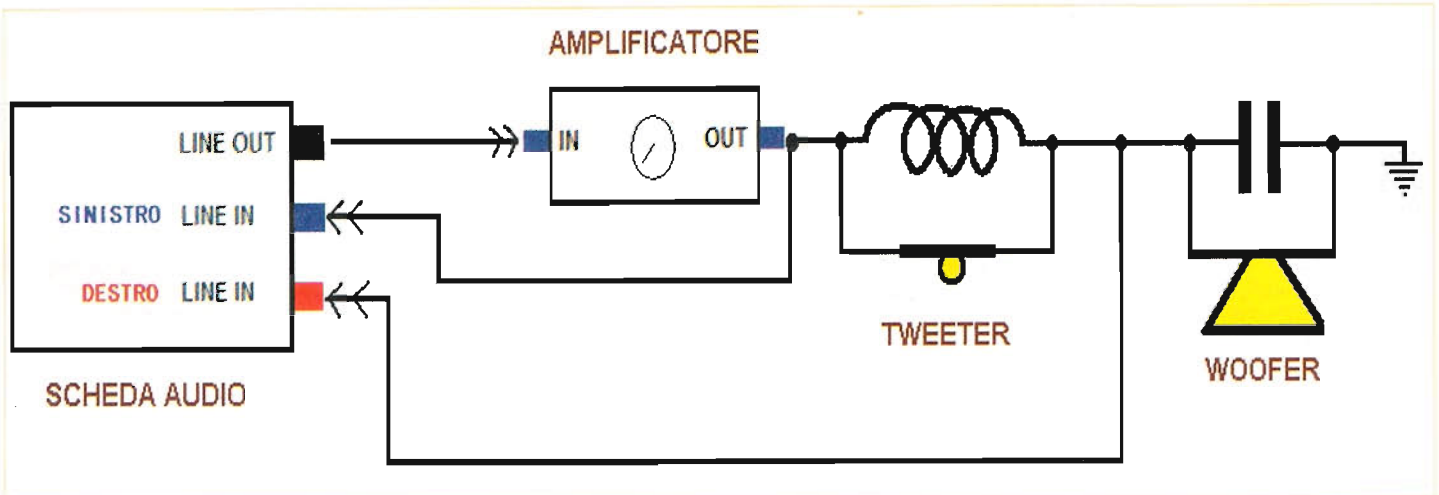 AMPLIFICATORE
LINE OUT
IN
OUT
SINISTRO LINE IN
DESTRO LINE IN
TWEETER
WOOFER
SCHEDA AUDIO